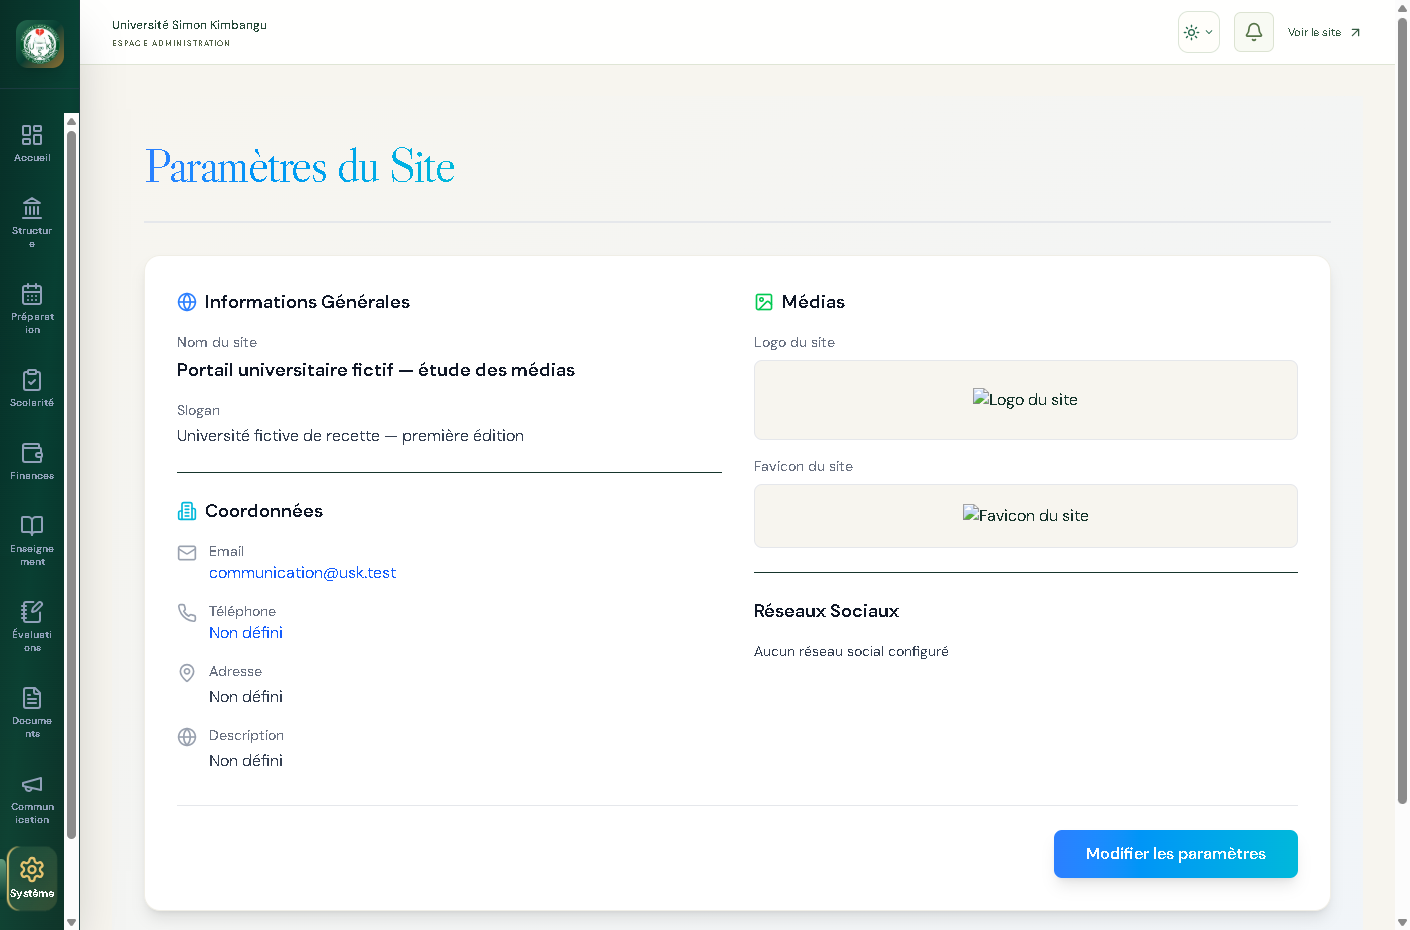 Université Simon Kimbangu
ESPACE ADMINISTRATION
Voir le site
Accueil
Structur
e
Préparat
ion
Scolarité
Finances
Enseigne
ment
Évaluati
ons
Docume
nts
Commun
ication
Système
Paramètres du Site
Informations Générales
Nom du site
Portail universitaire fictif — étude des médias
Slogan
Université fictive de recette — première édition
Coordonnées
Email
communication@usk.test
Téléphone
Non défini
Adresse
Non défini
Description
Non défini
Médias
Logo du site
Logo du site
Favicon du site
Favicon du site
Réseaux Sociaux
Aucun réseau social configuré
Modifier les paramètres